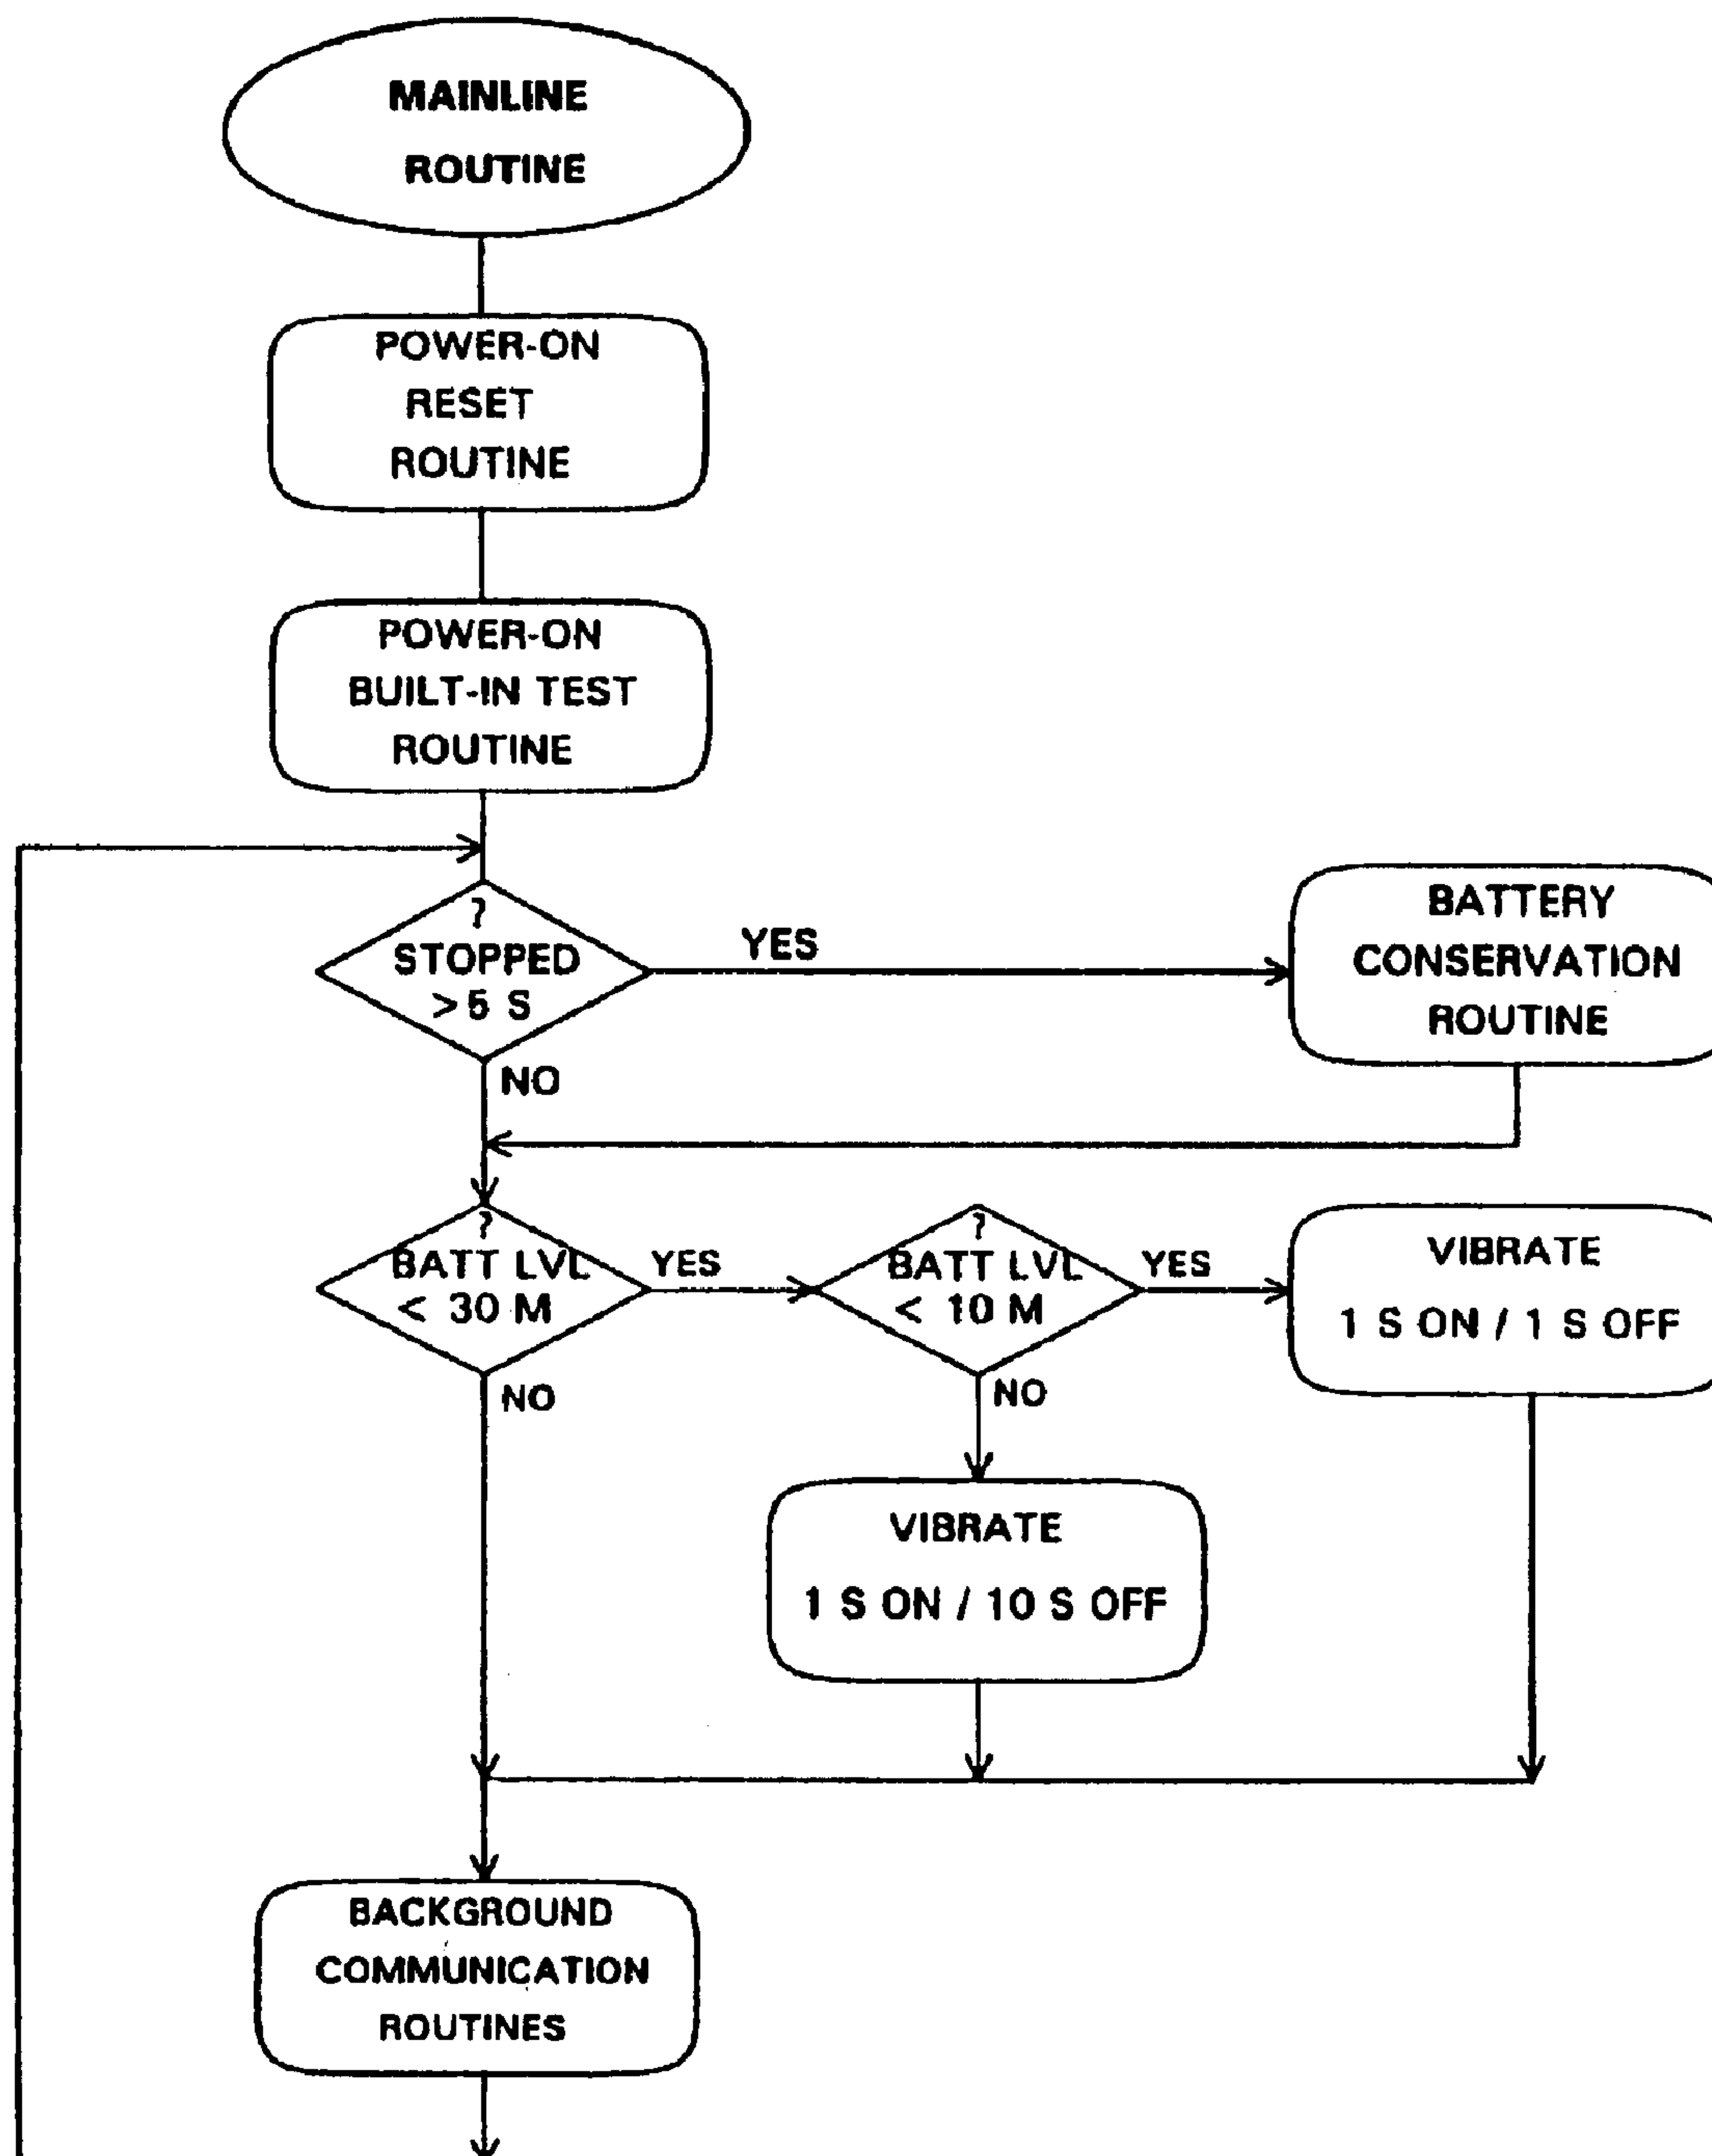 MAINLINE
ROUTINE
POWER-ON
RESET
ROUTINE
POWER-ON
BUILT-IN TEST
ROUTINE
?
STOPPED
>5 S
YES
NO
BATTERY
CONSERVATION
ROUTINE
?
BATT LVL
< 30 M
YES
NO
?
BATT LVL
< 10 M
YES
NO
VIBRATE
1 S ON / 1 S OFF
VIBRATE
1 S ON / 10 S OFF
BACKGROUND
COMMUNICATION
ROUTINES